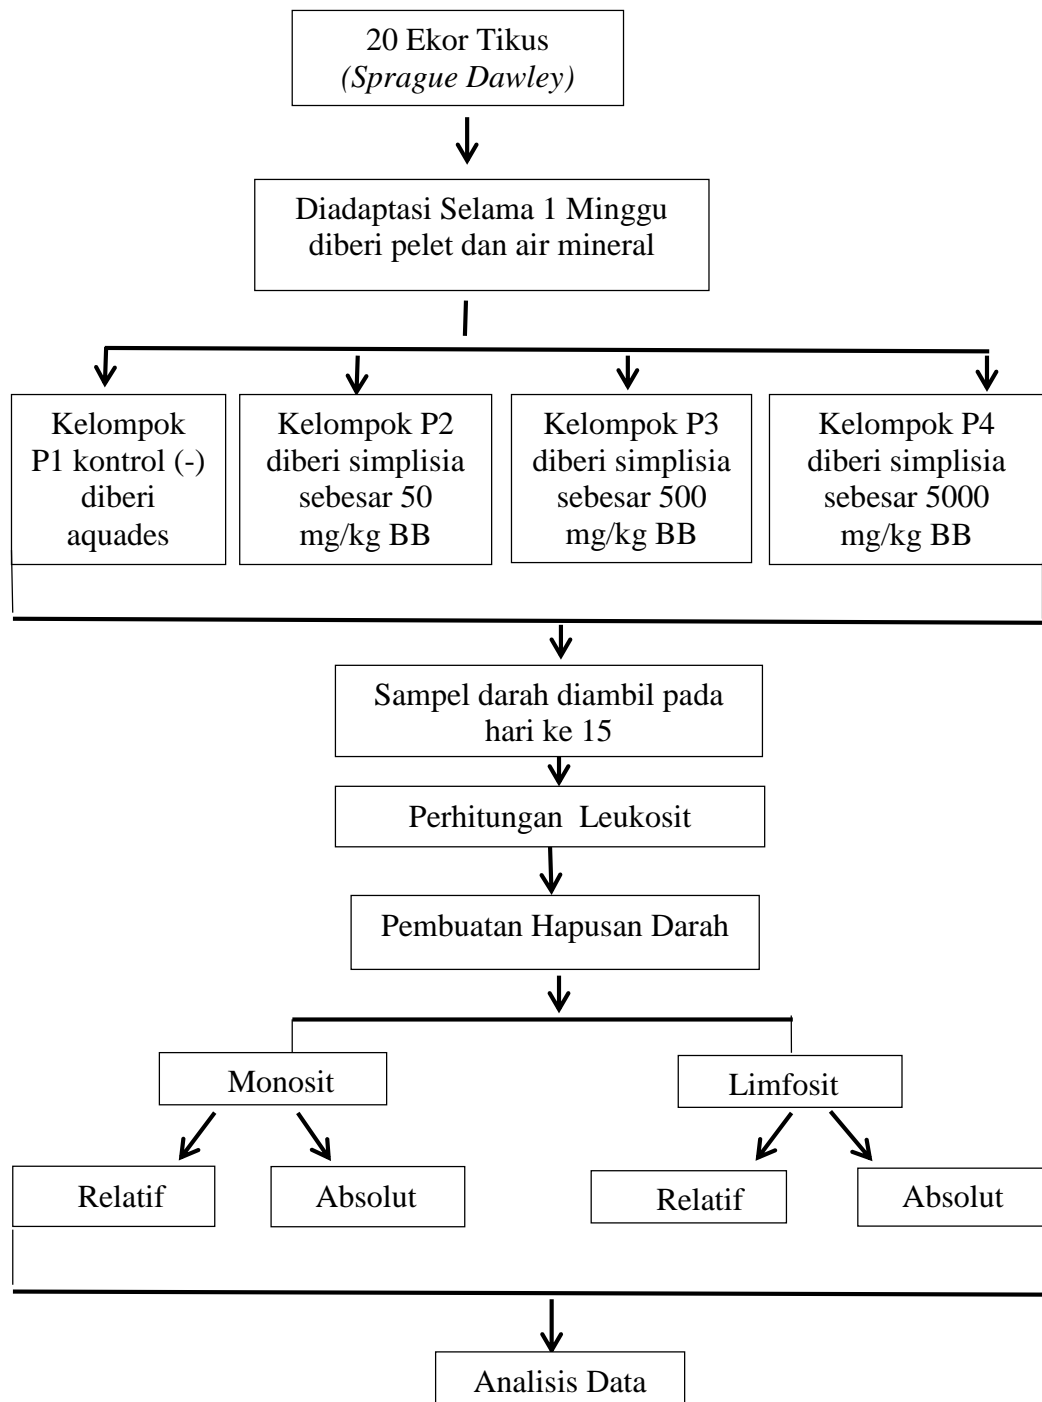 20 Ekor Tikus
(Sprague Dawley)
Diadaptasi Selama 1 Minggu
diberi pelet dan air mineral
Kelompok
P1 kontrol (-)
diberi
aquades
Kelompok P2
diberi simplisia
sebesar 50
mg/kg BB
Kelompok P3
diberi simplisia
sebesar 500
mg/kg BB
Kelompok P4
diberi simplisia
sebesar 5000
mg/kg BB
Sampel darah diambil pada
hari ke 15
Perhitungan Leukosit
Pembuatan Hapusan Darah
Monosit
Limfosit
Relatif
Absolut
Relatif
Absolut
Analisis Data